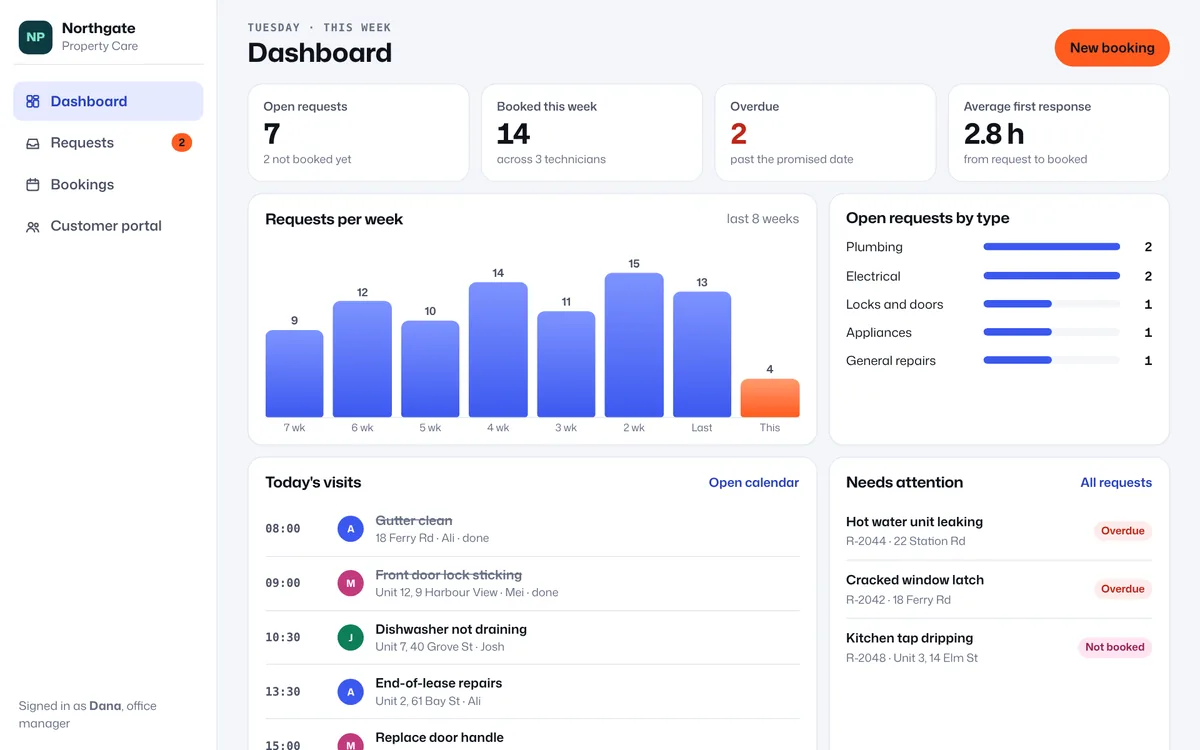 NP
Northgate
Property Care
Dashboard
Requests
2
Bookings
Customer portal
Signed in as Dana, office
manager
TUESDAY · THIS WEEK
Dashboard
New booking
Open requests
7
2 not booked yet
Booked this week
14
across 3 technicians
Overdue
2
past the promised date
Average first response
2.8 h
from request to booked
Requests per week
last 8 weeks
9
12
10
14
11
15
13
4
7 wk
6 wk
5 wk
4 wk
3 wk
2 wk
Last
This
Open requests by type
Plumbing 2
Electrical 2
Locks and doors 1
Appliances 1
General repairs 1
Today's visits
Open calendar
08:00
A
Gutter clean
18 Ferry Rd · Ali · done
09:00
M
Front door lock sticking
Unit 12, 9 Harbour View · Mei · done
10:30
J
Dishwasher not draining
Unit 7, 40 Grove St · Josh
13:30
A
End-of-lease repairs
Unit 2, 61 Bay St · Ali
15:00
M
Replace door handle
Needs attention
All requests
Hot water unit leaking
R-2044 · 22 Station Rd
Overdue
Cracked window latch
R-2042 · 18 Ferry Rd
Overdue
Kitchen tap dripping
R-2048 · Unit 3, 14 Elm St
Not booked